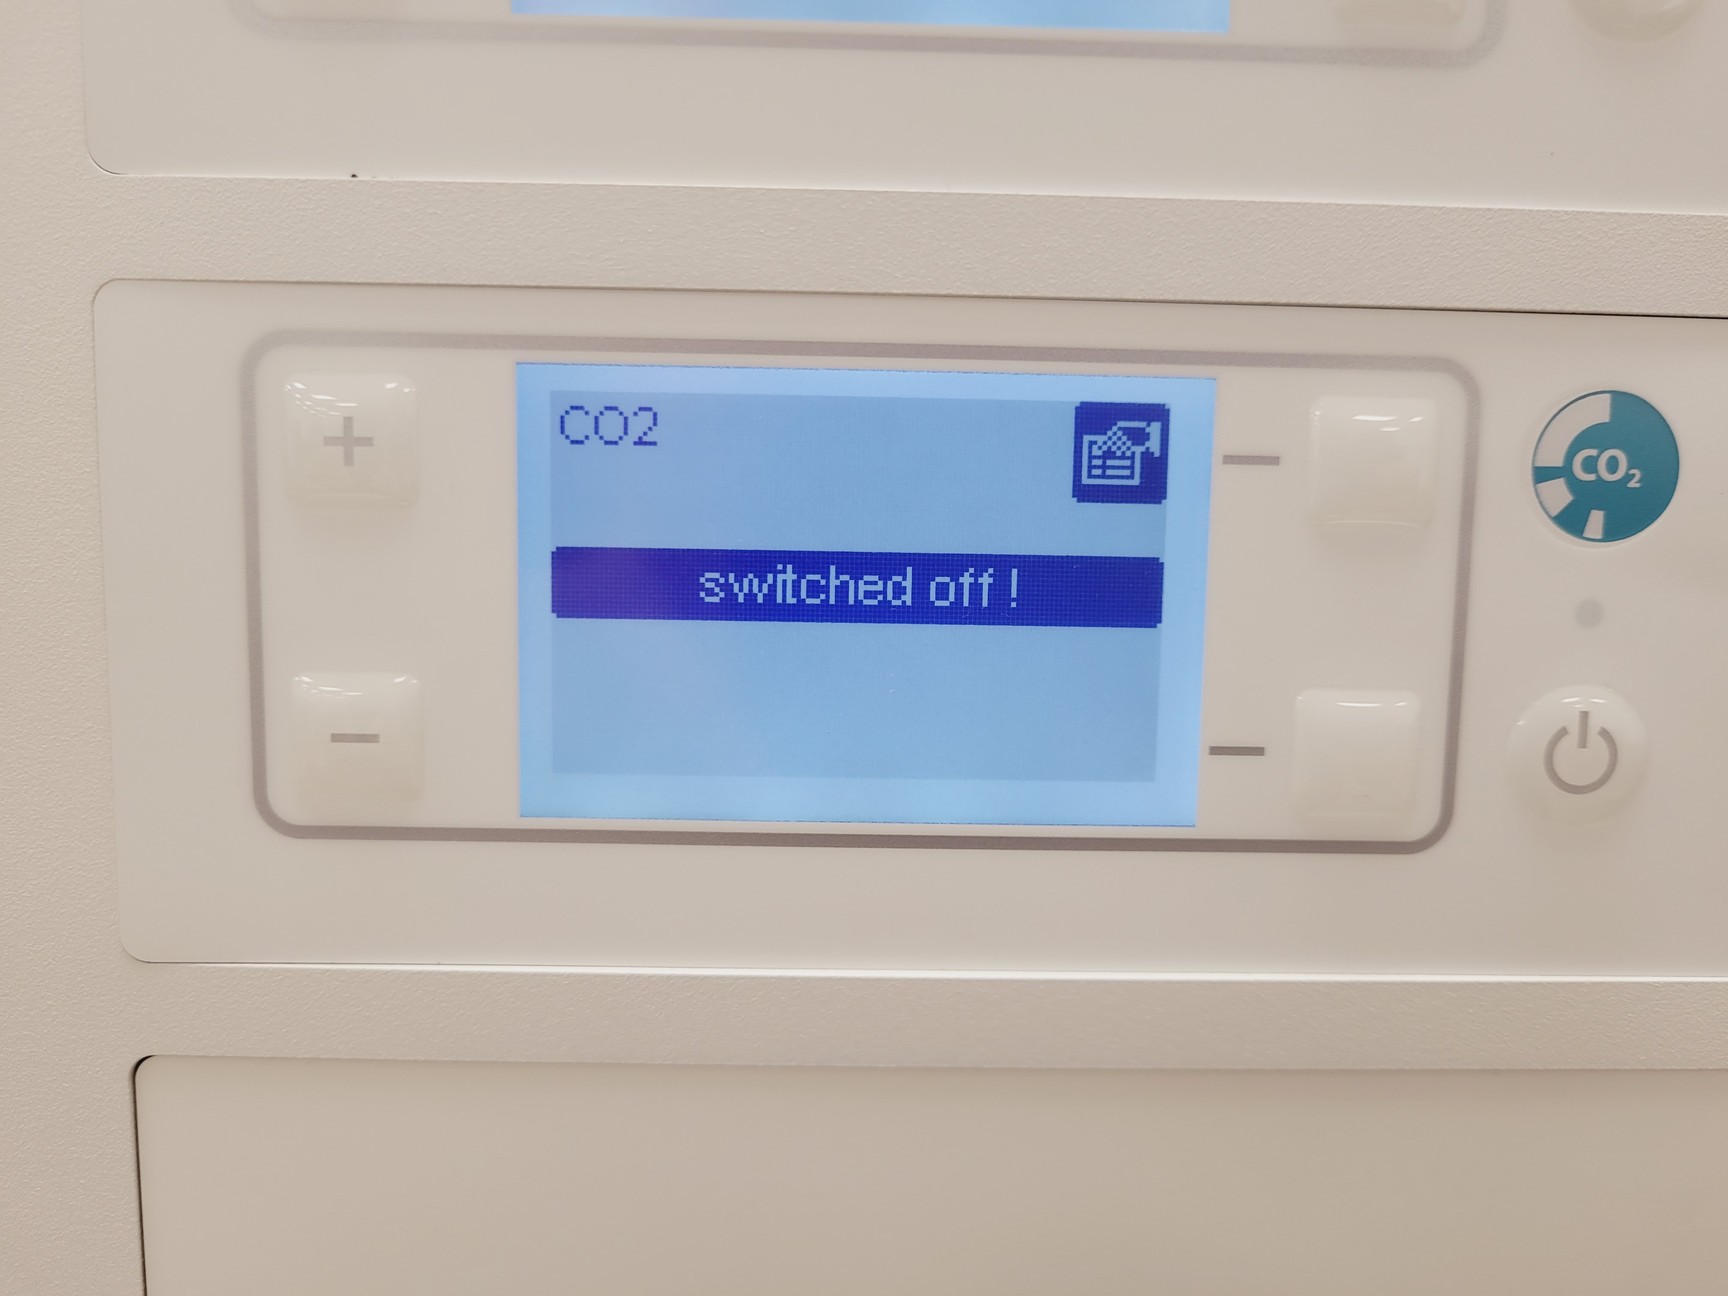 CO2
switched off !
CO₂